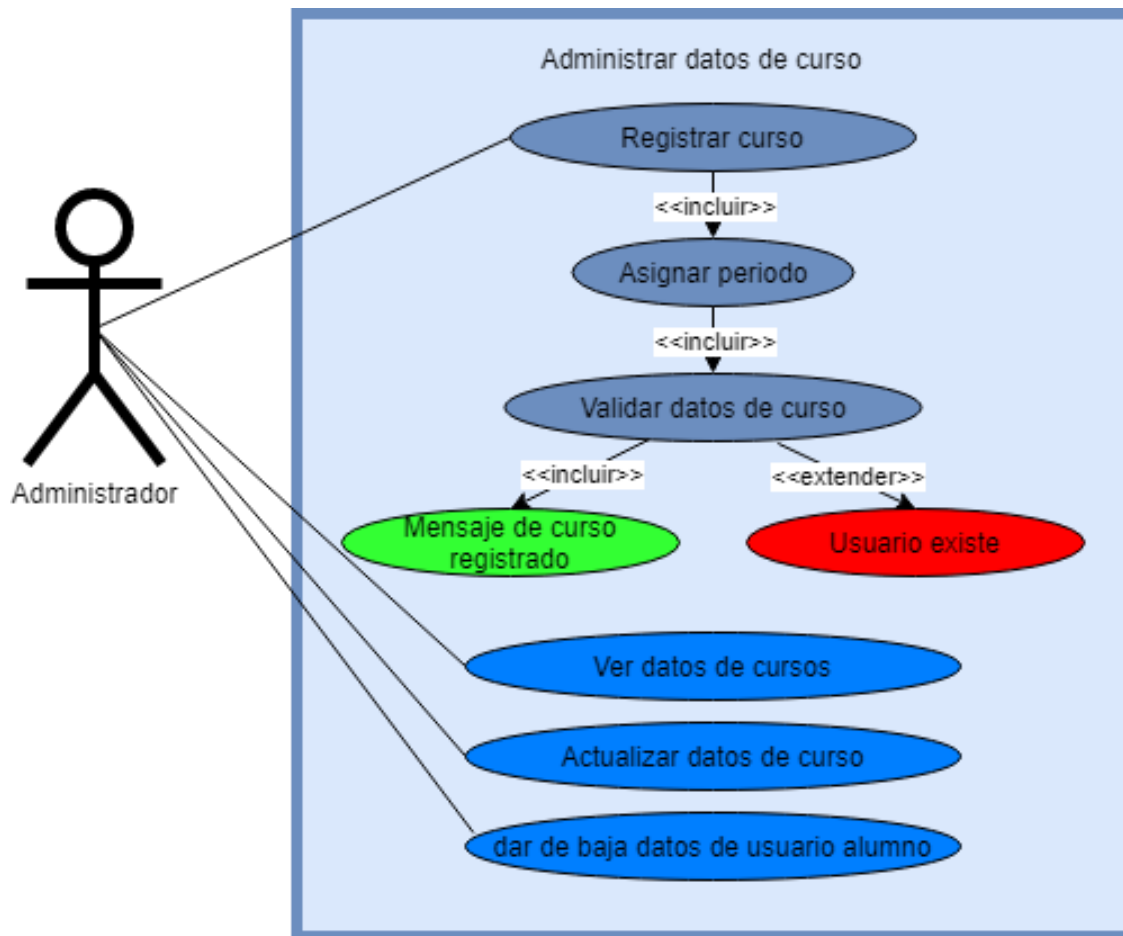 Administrar datos de curso
Registrar curso
<<incluir>>
Asignar periodo
<<incluir>>
Validar datos de curso
<<incluir>>
<<extender>>
Administrador
Mensaje de curso
registrado
Usuario existe
Ver datos de cursos
Actualizar datos de curso
dar de baja datos de usuario alumno